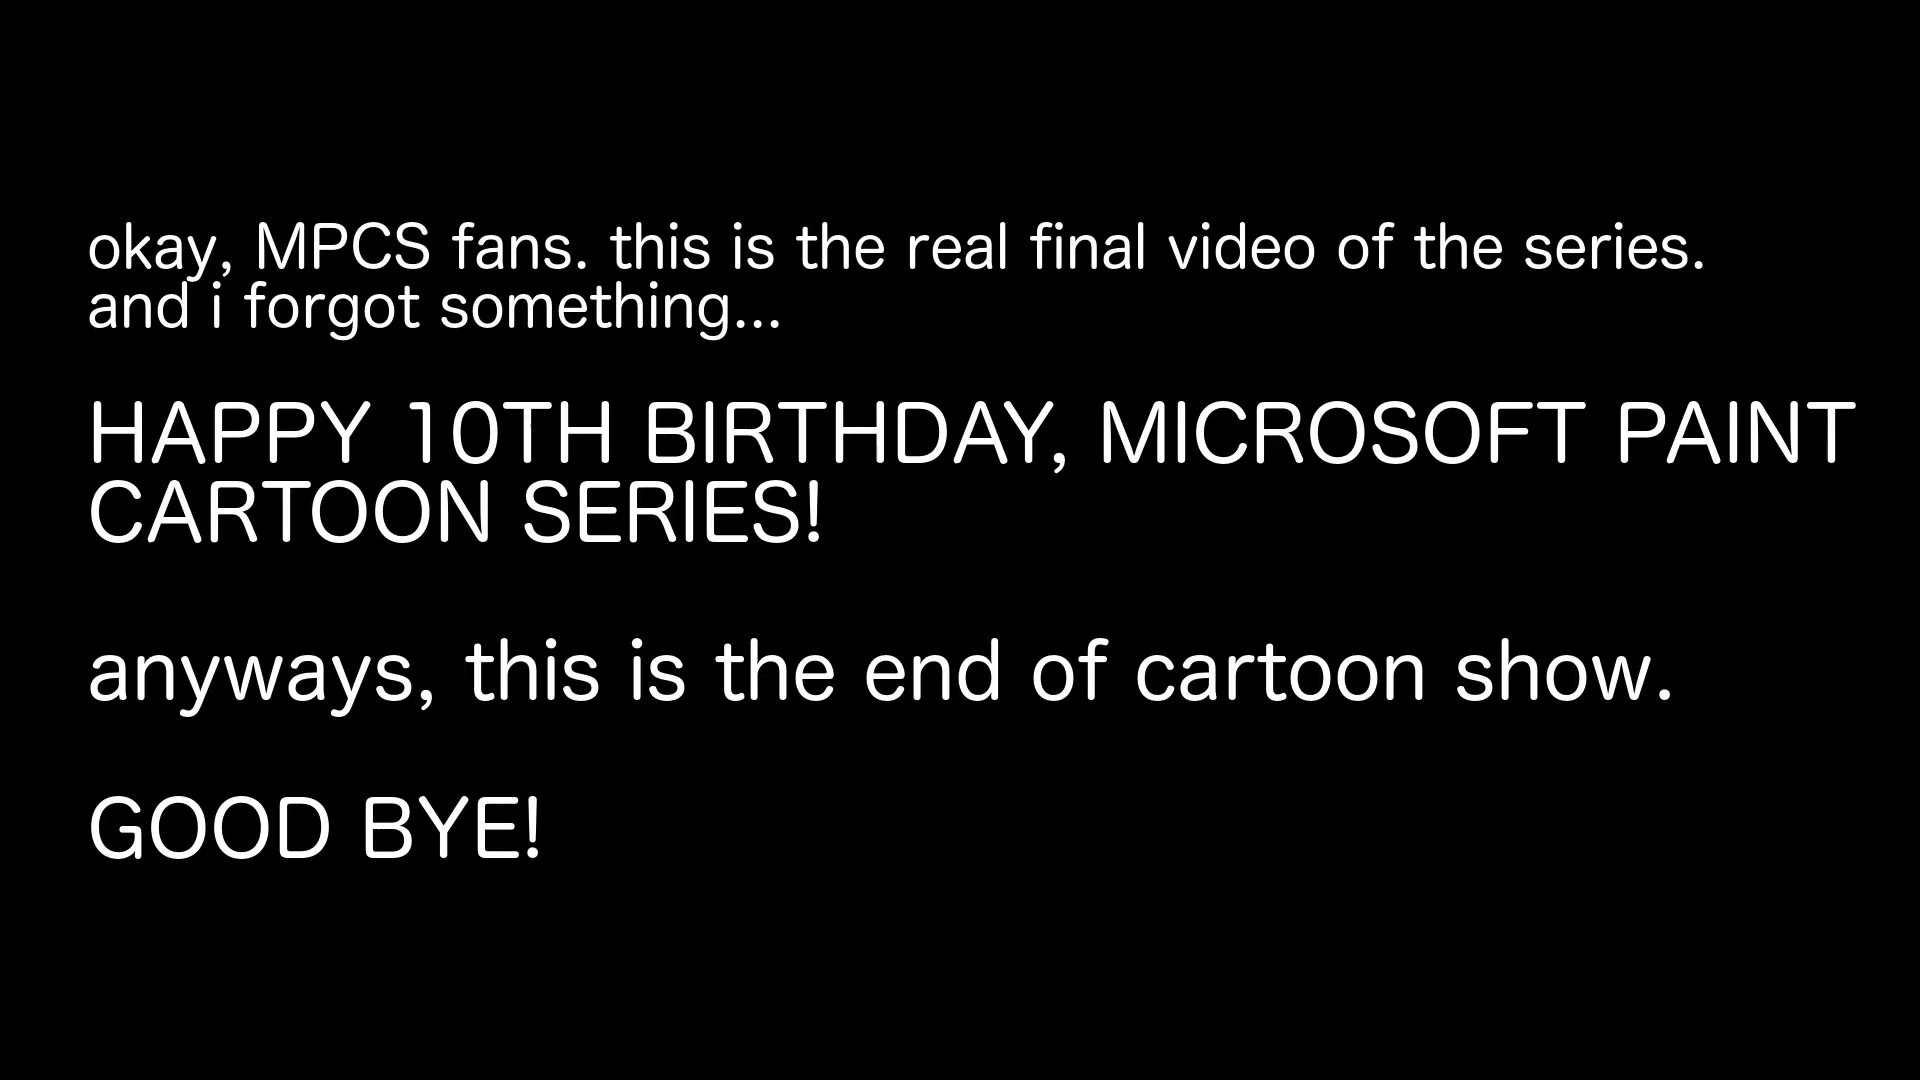 okay, MPCS fans. this is the real final video of the series.
and i forgot something...
HAPPY 10TH BIRTHDAY, MICROSOFT PAINT
CARTOON SERIES!
anyways, this is the end of cartoon show.
GOOD BYE!